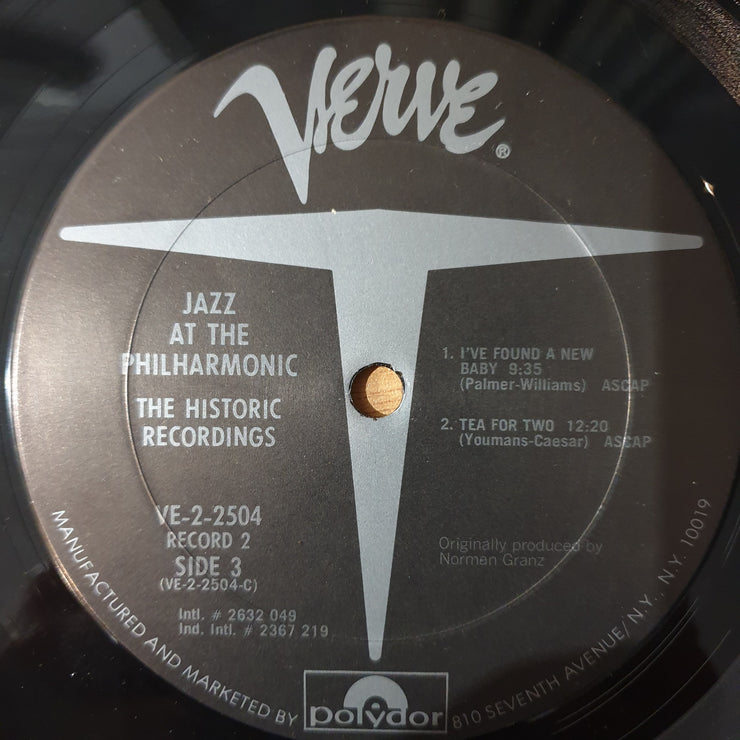 VERVE®
JAZZ
AT THE
PHILHARMONIC
THE HISTORIC
RECORDINGS
1. I'VE FOUND A NEW
BABY 9:35
(Palmer-Williams) ASCAP
2. TEA FOR TWO 12:20
(Youmans-Caesar) ASCAP
VE-2-2504
RECORD 2
SIDE 3
(VE-2-2504-C)
Intl. # 2632 049
Ind. Intl. # 2367 219
Originally produced by
Norman Granz
MANUFACTURED AND MARKETED BY polydor 810 SEVENTH AVENUE/N.Y., N.Y. 10019